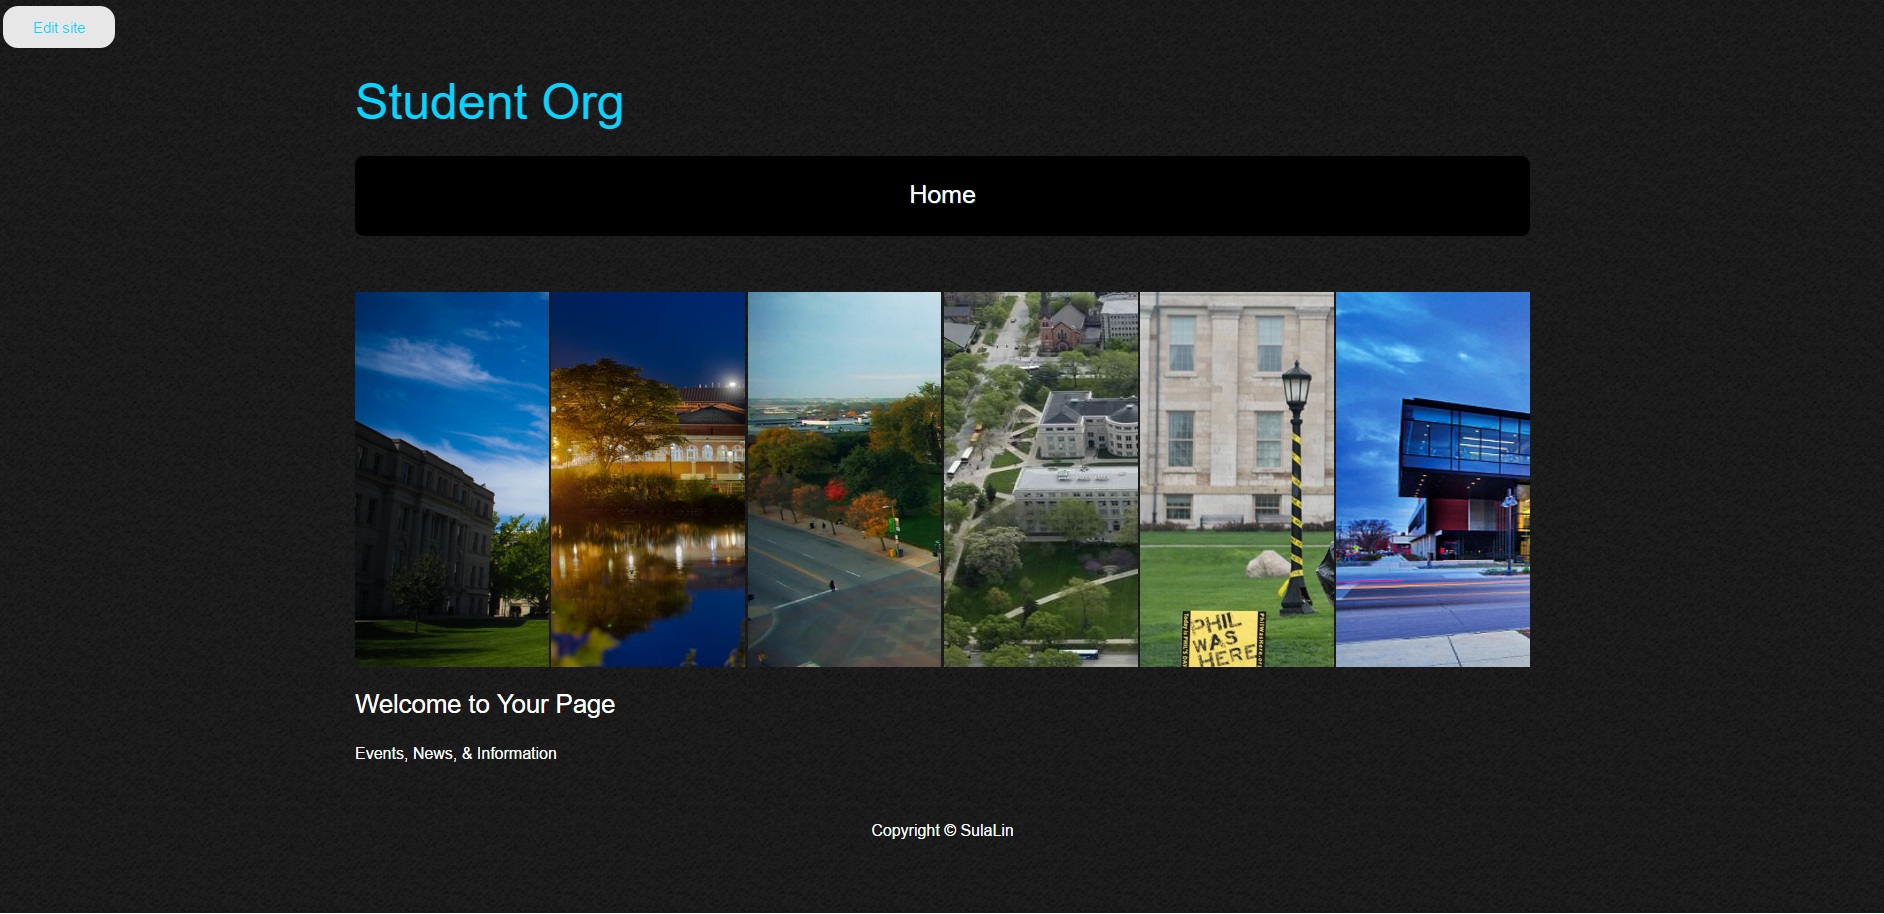 Edit site
Student Org
Home
PHIL
WAS
HERE
Welcome to Your Page
Events, News, & Information
Copyright © SulaLin